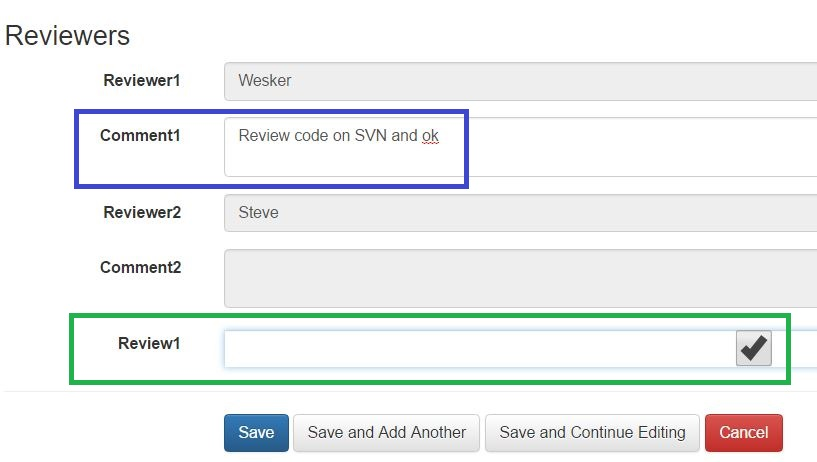 Reviewers
Reviewer1 Wesker
Comment1 Review code on SVN and ok
Reviewer2 Steve
Comment2
Review1
Save Save and Add Another Save and Continue Editing Cancel